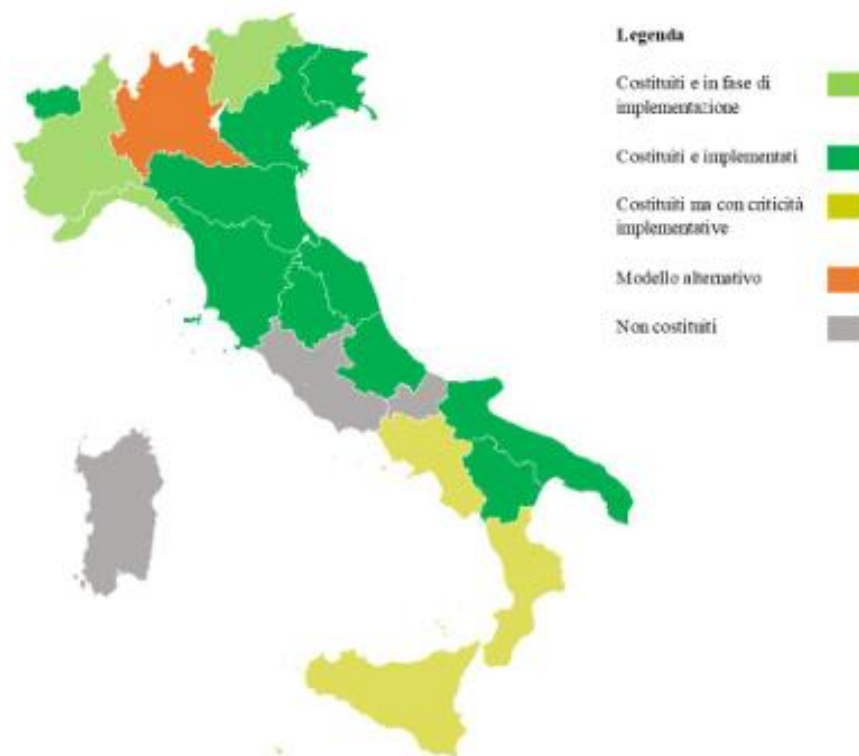 Legenda
Costituiti e in fase di
implementazione
Costituiti e implementati
Costituiti ma con criticità
implementative
Modello alternativo
Non costituiti